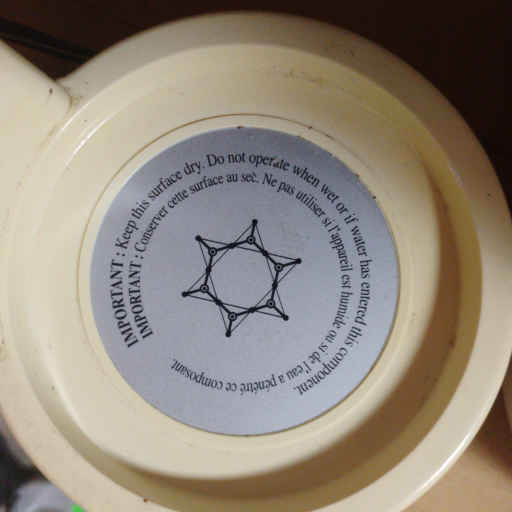 IMPORTANT : Keep this surface dry. Do not operate when wet or if water has entered this component.
IMPORTANT : Conserver cette surface au sec. Ne pas utiliser si l'appareil est humide ou si de l'eau a pénétré ce composant.